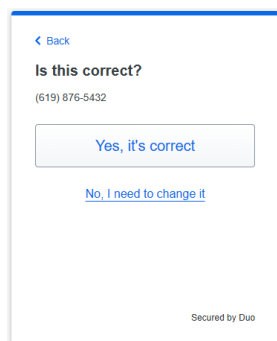 Back
Is this correct?
(619) 876-5432
Yes, it's correct
No, I need to change it
Secured by Duo